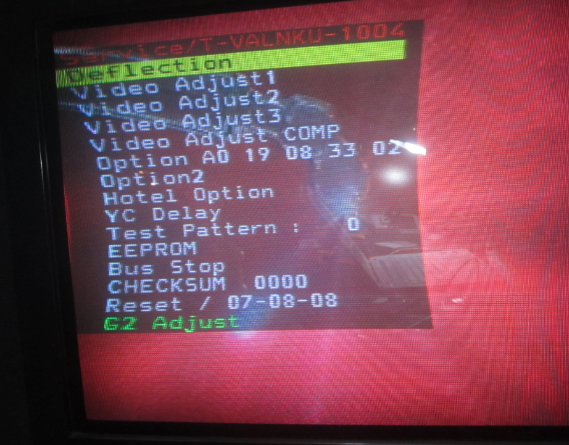 Service/T-VALNKU-1004
Deflection
Video Adjust1
Video Adjust2
Video Adjust3
Video Adjust COMP
Option A0 19 08 33 02
Option2
Hotel Option
YC Delay
Test Pattern : 0
EEPROM
Bus Stop
CHECKSUM 0000
Reset / 07-08-08
G2 Adjust